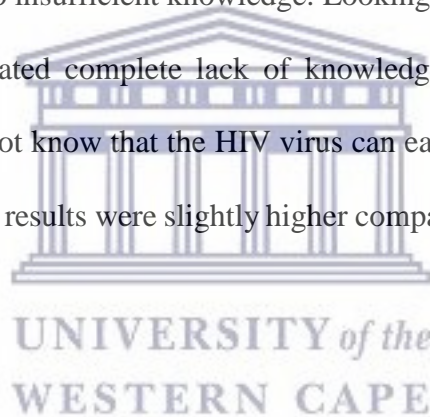 insufficient knowledge. Looking
ated complete lack of knowledg
ot know that the HIV virus can ea
results were slightly higher compa
UNIVERSITY of the
WESTERN CAPE